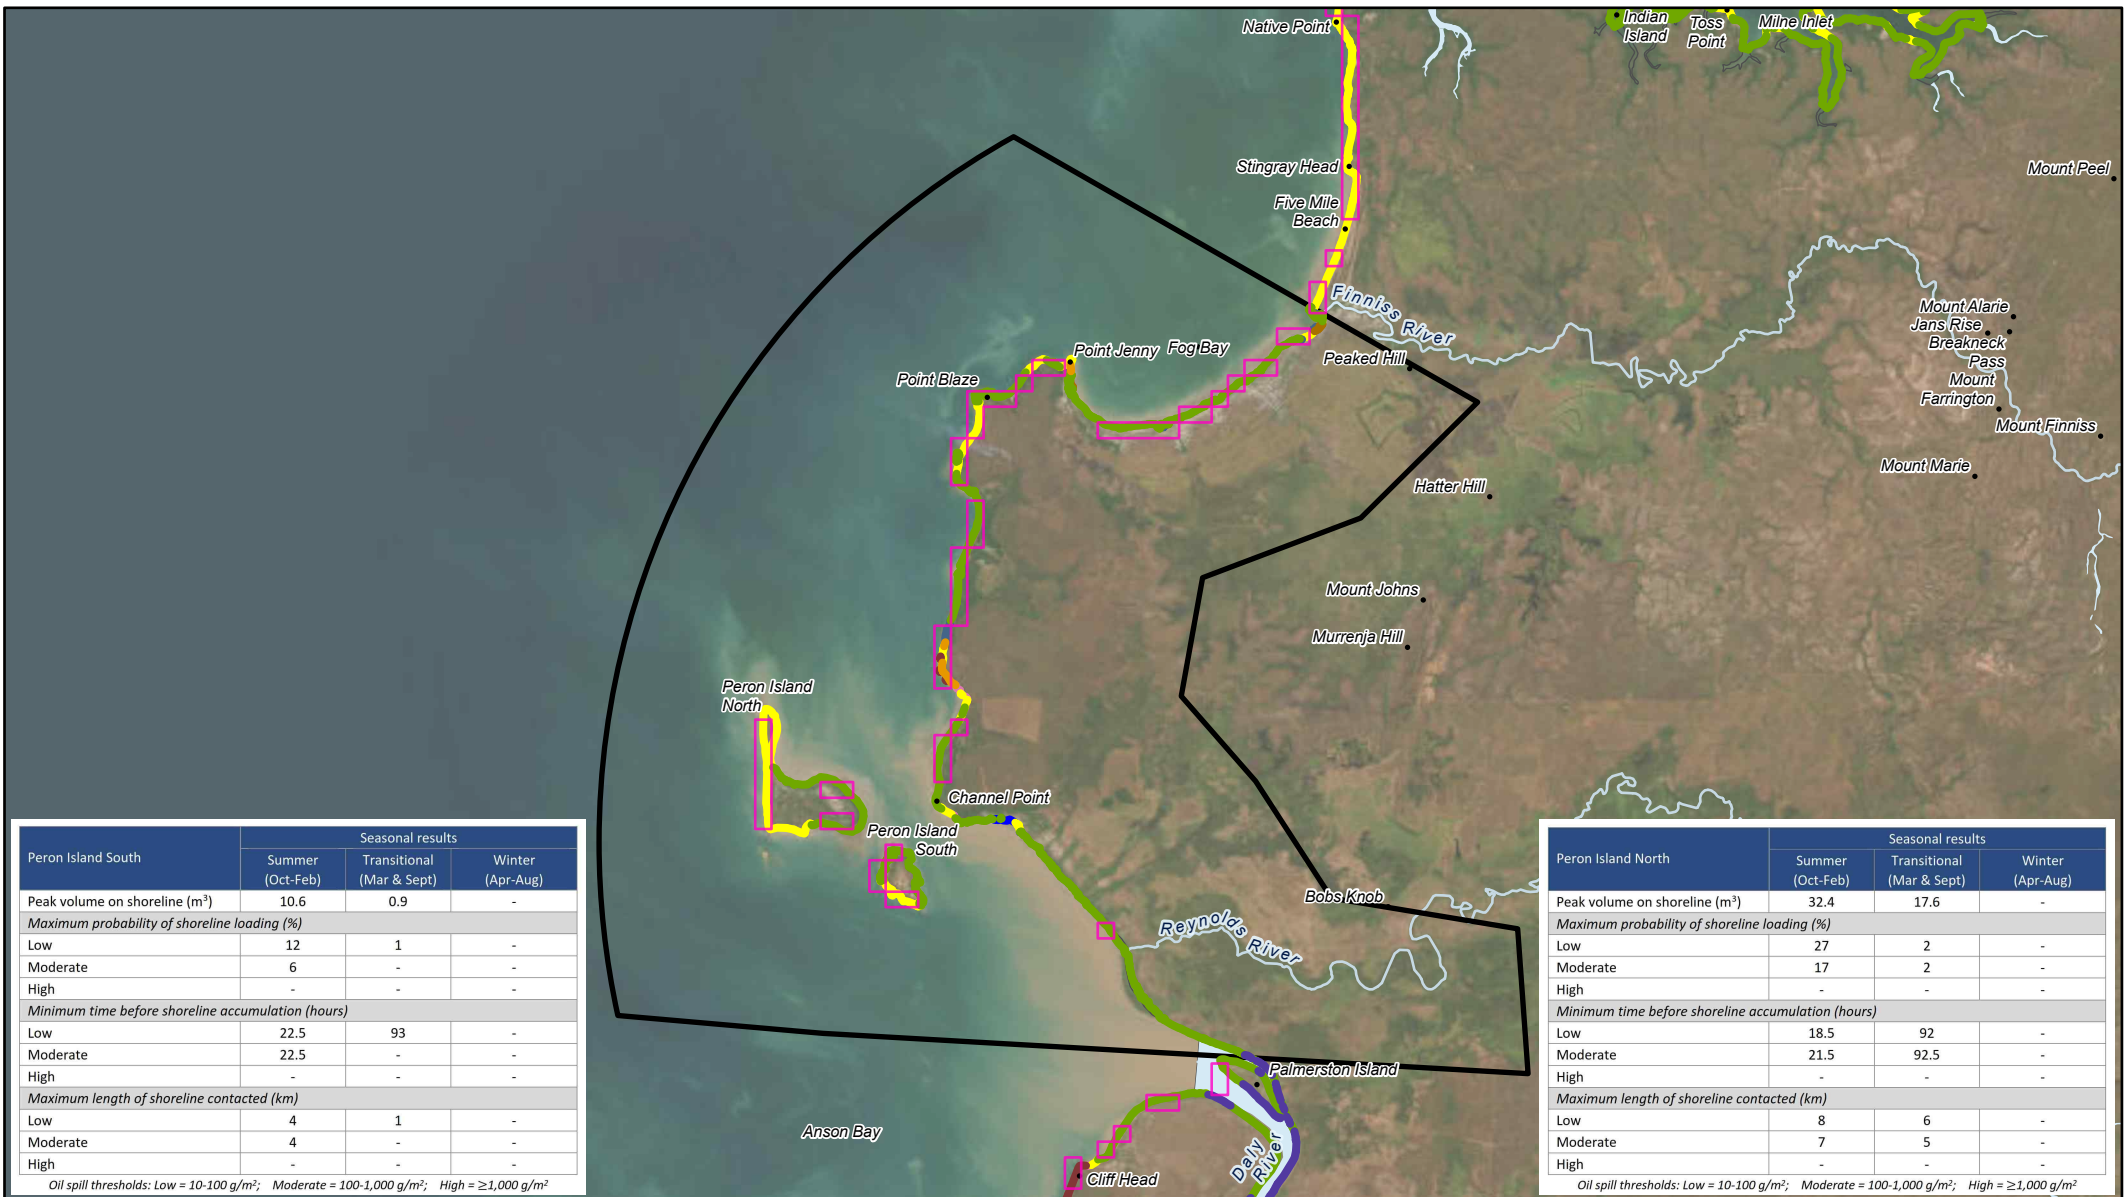 Native Point
Indian
Island
Toss
Point
Milne Inlet
Stingray Head
Mount Peel
Five Mile
Beach
Finniss
River
Mount Alarie
Jans Rise
Breakneck
Pass
Point Jenny
Fog Bay
Peaked Hill
Point Blaze
Mount
Farrington
Mount Finniss
Mount Marie
Hatter Hill
Mount Johns
Murrenja Hill
Peron Island
North
Channel Point
Peron Island
South
Bobs Knob
Reynolds
River
Palmerston Island
Anson Bay
Daly
River
Cliff Head
Peron Island South
Seasonal results
Summer
(Oct-Feb)
Transitional
(Mar & Sept)
Winter
(Apr-Aug)
Peak volume on shoreline (m³) 10.6 0.9 -
Maximum probability of shoreline loading (%)
Low 12 1 -
Moderate 6 - -
High - - -
Minimum time before shoreline accumulation (hours)
Low 22.5 93 -
Moderate 22.5 - -
High - - -
Maximum length of shoreline contacted (km)
Low 4 1 -
Moderate 4 - -
High - - -
Oil spill thresholds: Low = 10-100 g/m²; Moderate = 100-1,000 g/m²; High = ≥1,000 g/m²
Peron Island North
Seasonal results
Summer
(Oct-Feb)
Transitional
(Mar & Sept)
Winter
(Apr-Aug)
Peak volume on shoreline (m³) 32.4 17.6 -
Maximum probability of shoreline loading (%)
Low 27 2 -
Moderate 17 2 -
High - - -
Minimum time before shoreline accumulation (hours)
Low 18.5 92 -
Moderate 21.5 92.5 -
High - - -
Maximum length of shoreline contacted (km)
Low 8 6 -
Moderate 7 5 -
High - - -
Oil spill thresholds: Low = 10-100 g/m²; Moderate = 100-1,000 g/m²; High = ≥1,000 g/m²